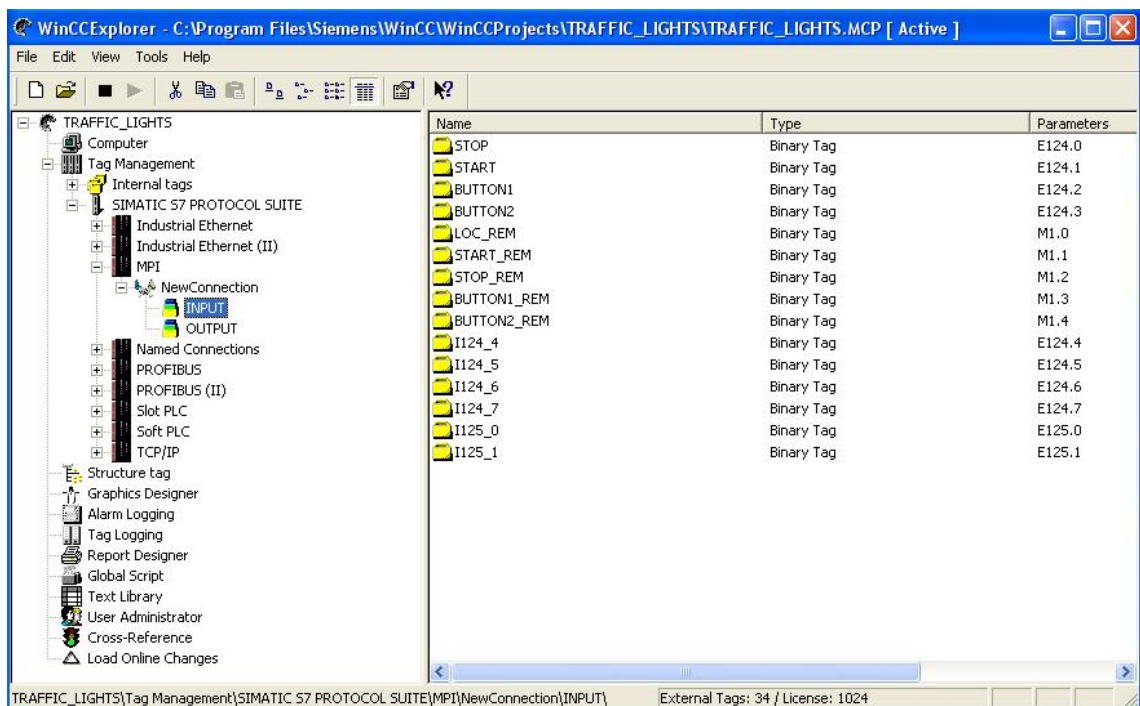 WinCCExplorer - C:\Program Files\Siemens\WinCC\WinCCProjects\TRAFFIC_LIGHTS\TRAFFIC_LIGHTS.MCP [ Active ]
File Edit View Tools Help
TRAFFIC_LIGHTS
Computer
Tag Management
Internal tags
SIMATIC S7 PROTOCOL SUITE
Industrial Ethernet
Industrial Ethernet (II)
MPI
NewConnection
INPUT
OUTPUT
Named Connections
PROFIBUS
PROFIBUS (II)
Slot PLC
Soft PLC
TCP/IP
Structure tag
Graphics Designer
Alarm Logging
Tag Logging
Report Designer
Global Script
Text Library
User Administrator
Cross-Reference
Load Online Changes
Name Type Parameters
STOP Binary Tag E124.0
START Binary Tag E124.1
BUTTON1 Binary Tag E124.2
BUTTON2 Binary Tag E124.3
LOC_REM Binary Tag M1.0
START_REM Binary Tag M1.1
STOP_REM Binary Tag M1.2
BUTTON1_REM Binary Tag M1.3
BUTTON2_REM Binary Tag M1.4
I124_4 Binary Tag E124.4
I124_5 Binary Tag E124.5
I124_6 Binary Tag E124.6
I124_7 Binary Tag E124.7
I125_0 Binary Tag E125.0
I125_1 Binary Tag E125.1
TRAFFIC_LIGHTS\Tag Management\SIMATIC S7 PROTOCOL SUITE\MPI\NewConnection\INPUT\ External Tags: 34 / License: 1024